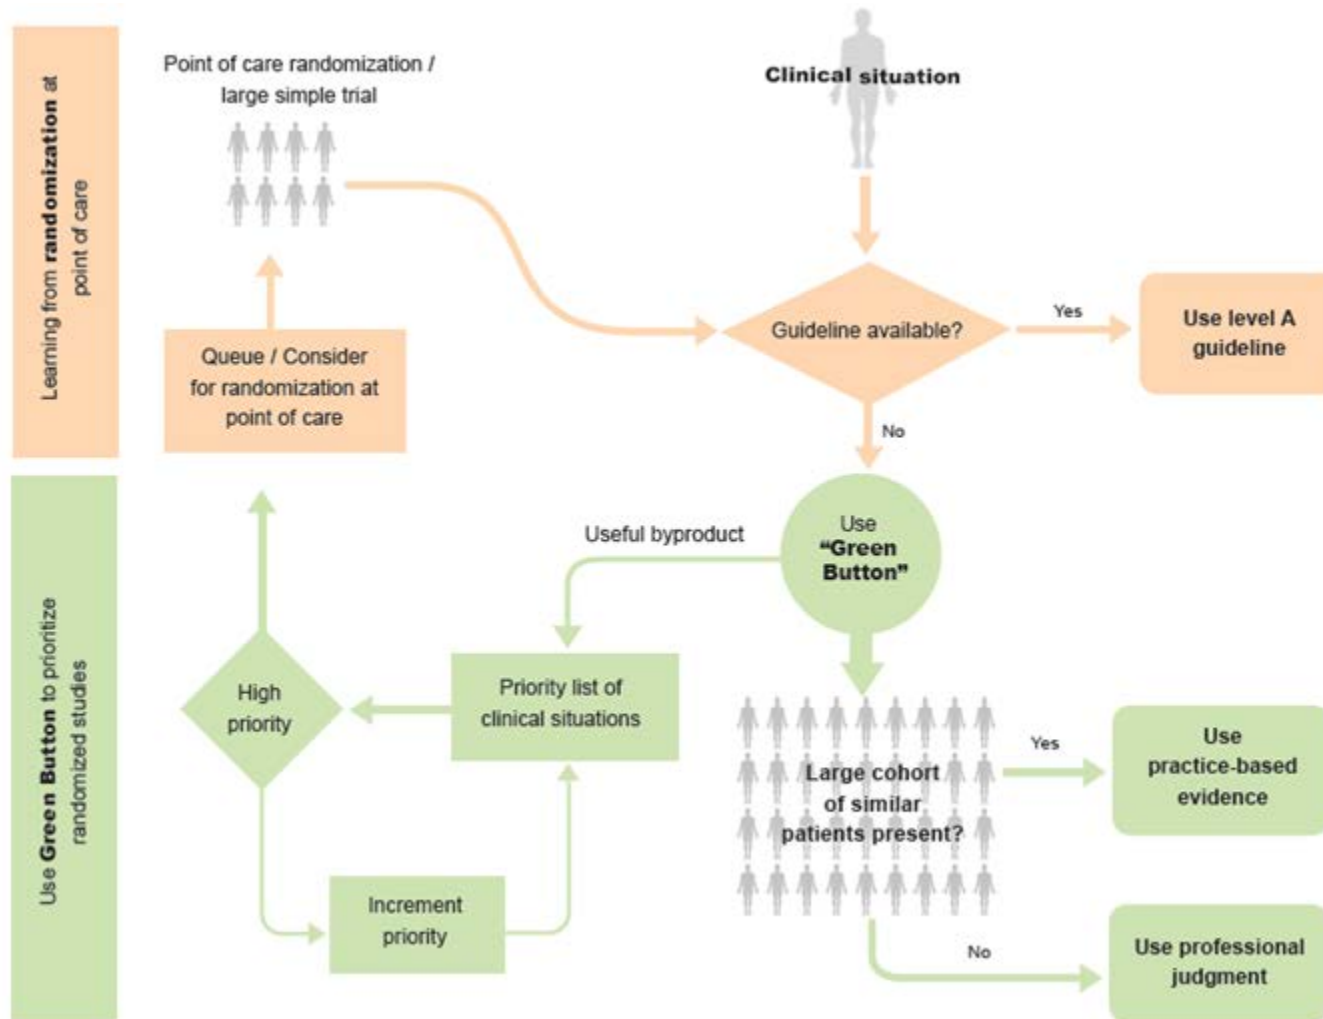 Learning from randomization at
point of care
Point of care randomization /
large simple trial
Clinical situation
Guideline available?
Yes
Use level A
guideline
Queue / Consider
for randomization at
point of care
No
Use Green Button to prioritize
randomized studies
Use
“Green
Button”
Useful byproduct
High
priority
Priority list of
clinical situations
Large cohort
of similar
patients present?
Yes
Use
practice-based
evidence
Increment
priority
No
Use professional
judgment